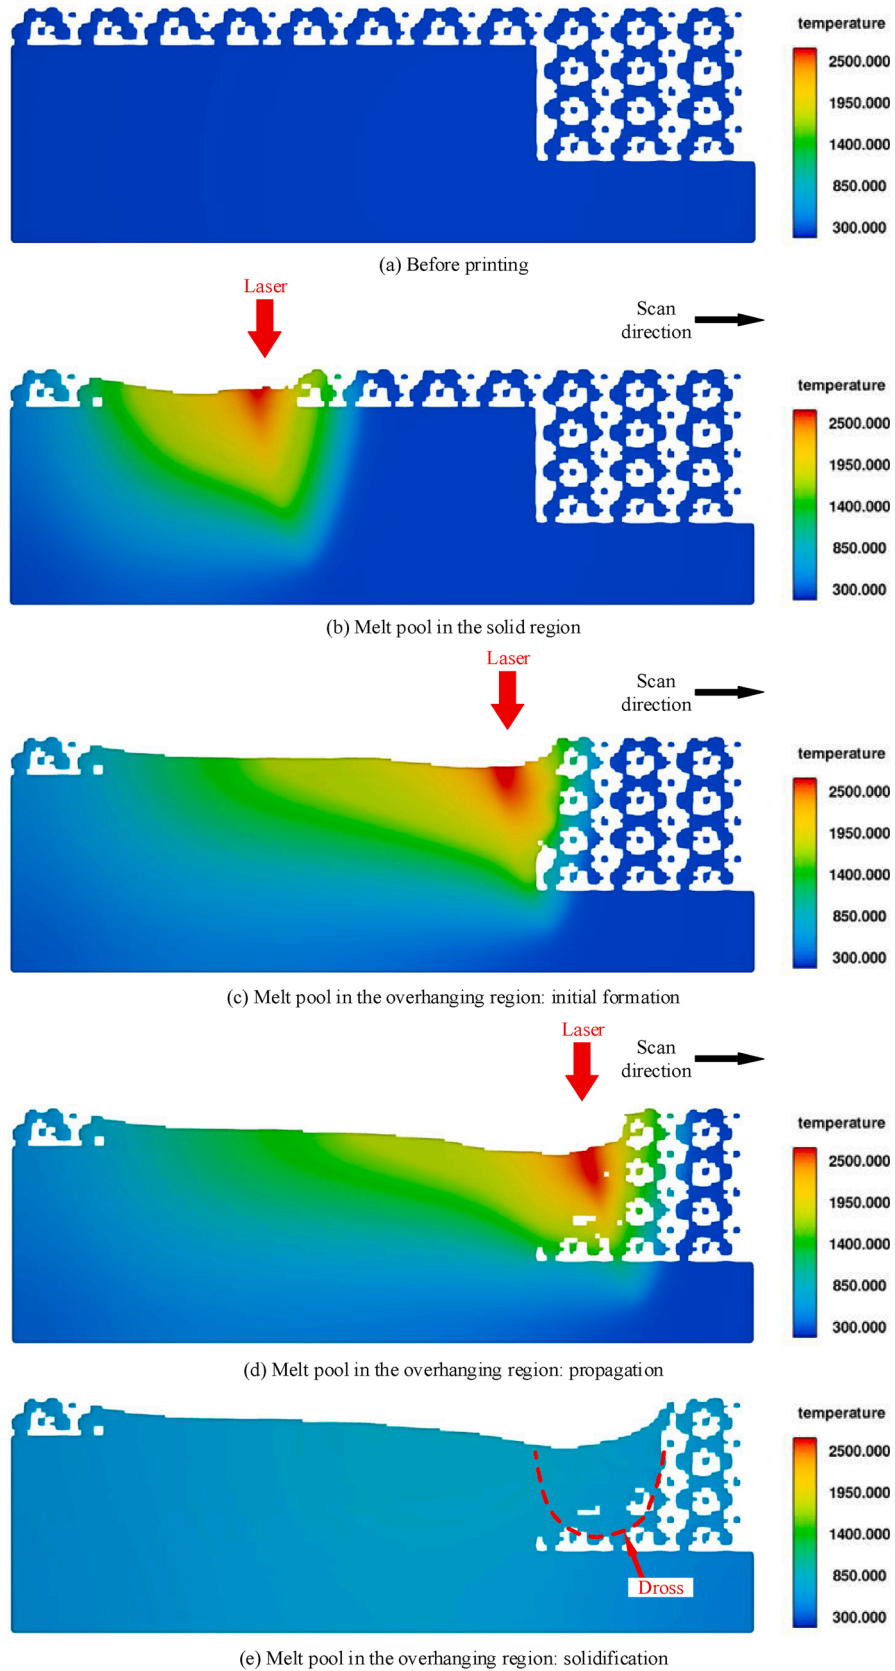 temperature
2500.000
1950.000
1400.000
850.000
300.000
(a) Before printing
Laser
Scan
direction
temperature
2500.000
1950.000
1400.000
850.000
300.000
(b) Melt pool in the solid region
Laser
Scan
direction
temperature
2500.000
1950.000
1400.000
850.000
300.000
(c) Melt pool in the overhanging region: initial formation
Laser
Scan
direction
temperature
2500.000
1950.000
1400.000
850.000
300.000
(d) Melt pool in the overhanging region: propagation
temperature
2500.000
1950.000
1400.000
850.000
300.000
Dross
(e) Melt pool in the overhanging region: solidification